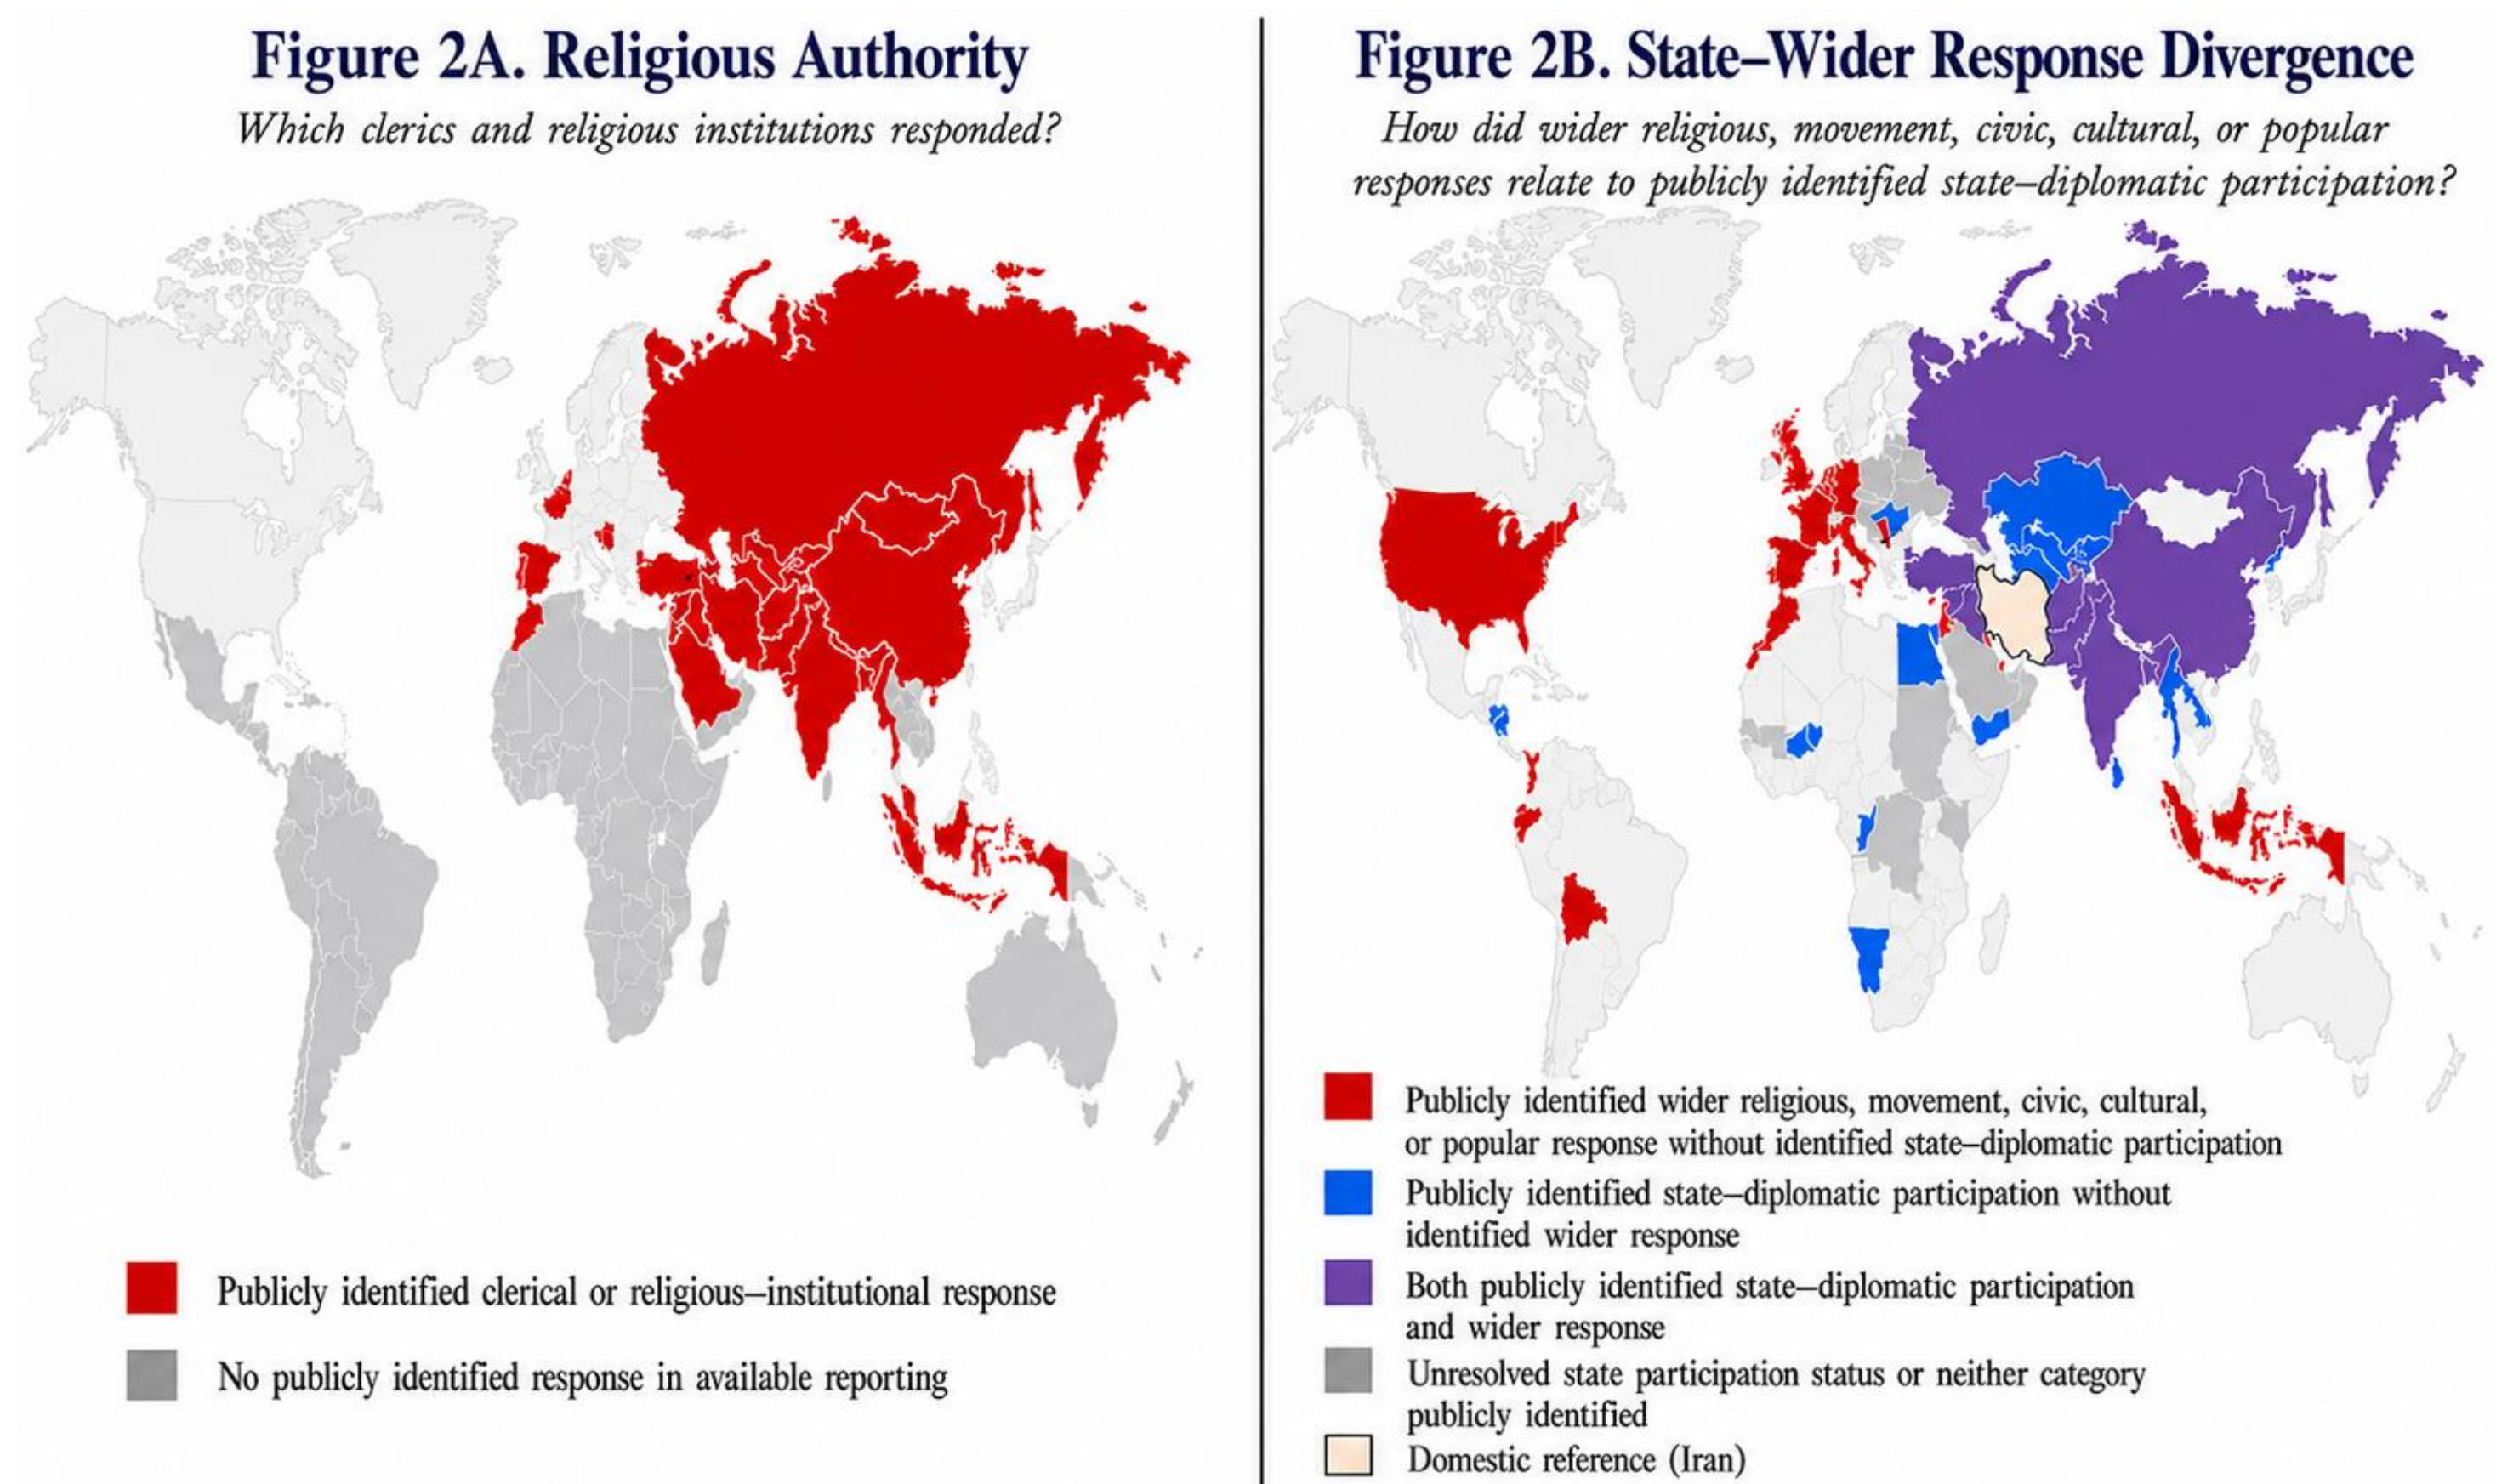 Figure 2A. Religious Authority
Which clerics and religious institutions responded?
Publicly identified clerical or religious–institutional response
No publicly identified response in available reporting
Figure 2B. State–Wider Response Divergence
How did wider religious, movement, civic, cultural, or popular
responses relate to publicly identified state–diplomatic participation?
Publicly identified wider religious, movement, civic, cultural,
or popular response without identified state–diplomatic participation
Publicly identified state–diplomatic participation without
identified wider response
Both publicly identified state–diplomatic participation
and wider response
Unresolved state participation status or neither category
publicly identified
Domestic reference (Iran)